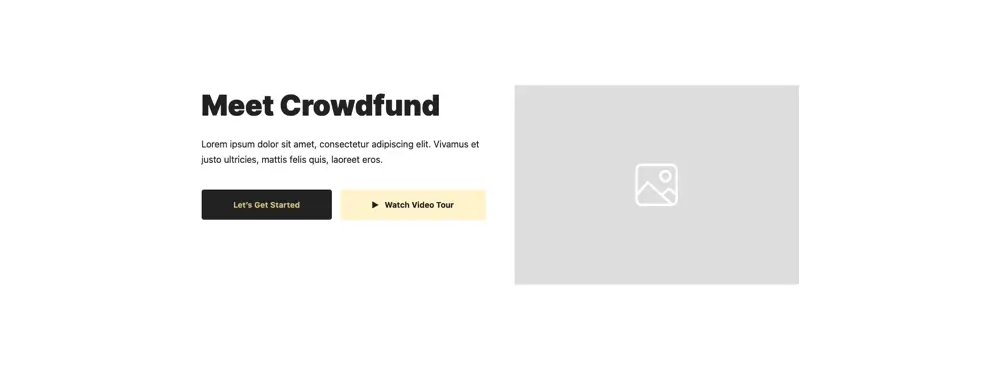 Meet Crowdfund
Lorem ipsum dolor sit amet, consectetur adipiscing elit. Vivamus et
justo ultricies, mattis felis quis, laoreet eros.
Let's Get Started
Watch Video Tour